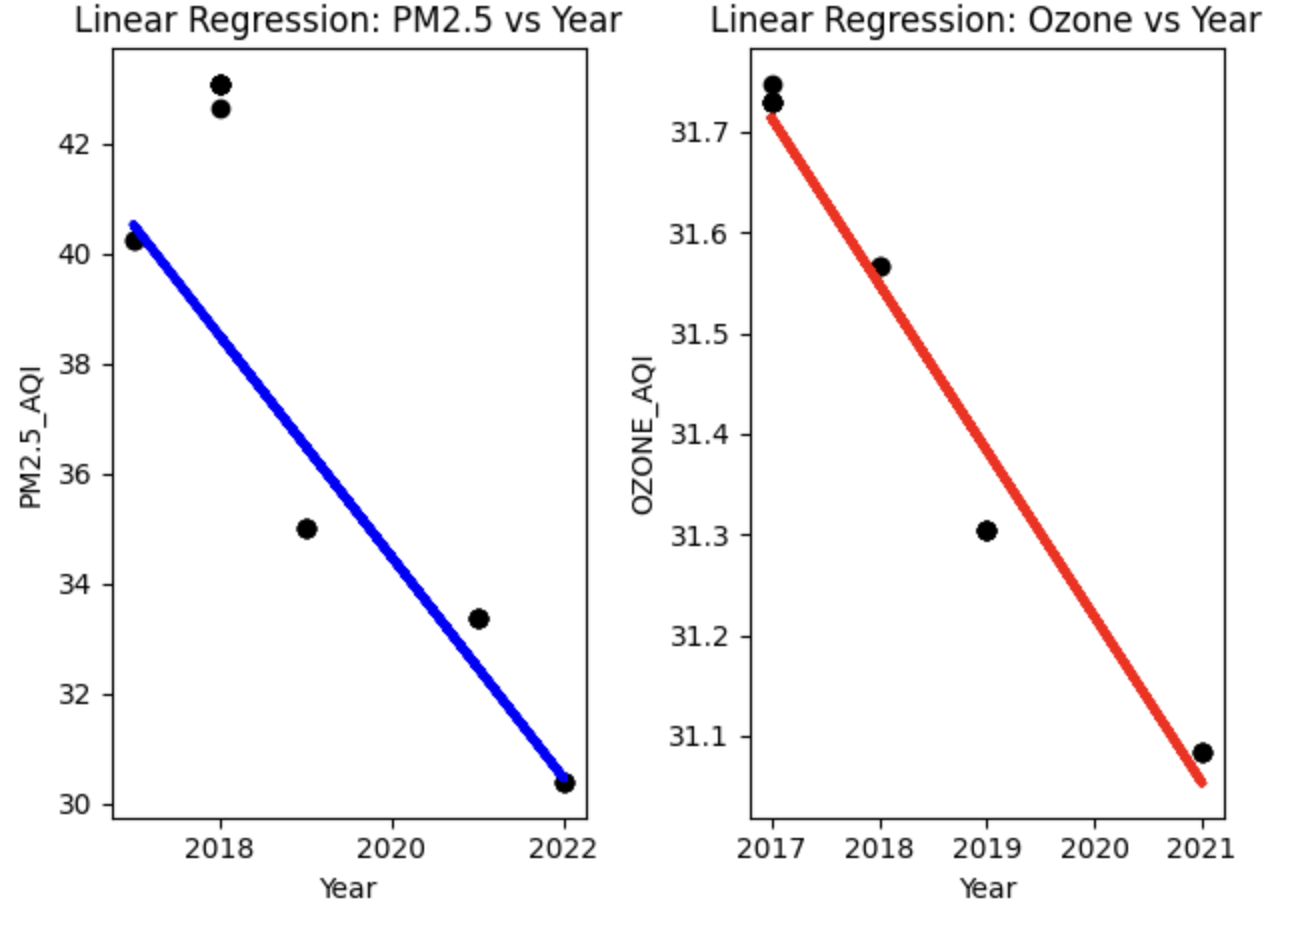 Linear Regression: PM2.5 vs Year
42
40
38
36
34
32
30
PM2.5_AQI
2018 2020 2022
Year
Linear Regression: Ozone vs Year
31.7
31.6
31.5
31.4
31.3
31.2
31.1
OZONE_AQI
2017 2018 2019 2020 2021
Year